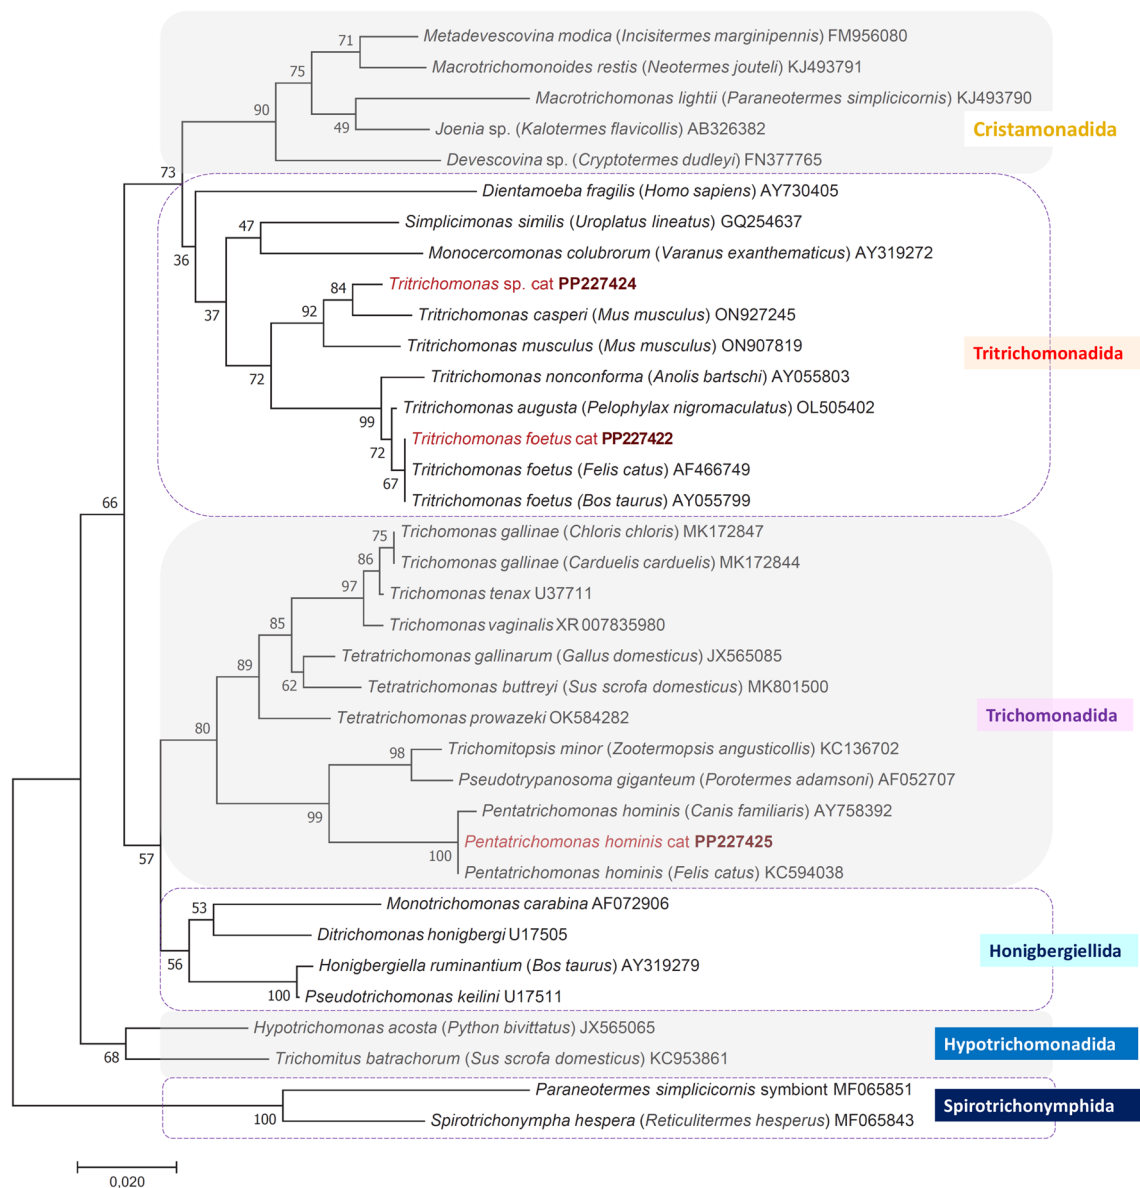 71
Metadevescovina modica (Incisitermes marginipennis) FM956080
Macrotrichomonoides restis (Neotermes jouteli) KJ493791
75
Macrotrichomonas lightii (Paraneotermes simplicicornis) KJ493790
90
49
Joenia sp. (Kalotermes flavicollis) AB326382
Cristamonadida
Devescovina sp. (Cryptotermes dudleyi) FN377765
73
Dientamoeba fragilis (Homo sapiens) AY730405
47
Simplicimonas similis (Uroplatus lineatus) GQ254637
36
Monocercomonas colubrorum (Varanus exanthematicus) AY319272
84
Tritrichomonas sp. cat PP227424
37
92
Tritrichomonas casperi (Mus musculus) ON927245
Tritrichomonas musculus (Mus musculus) ON907819
Tritrichomonadida
72
Tritrichomonas nonconforma (Anolis bartschi) AY055803
99
Tritrichomonas augusta (Pelophylax nigromaculatus) OL505402
72
Tritrichomonas foetus cat PP227422
67
Tritrichomonas foetus (Felis catus) AF466749
Tritrichomonas foetus (Bos taurus) AY055799
66
75
Trichomonas gallinae (Chloris chloris) MK172847
86
Trichomonas gallinae (Carduelis carduelis) MK172844
97
Trichomonas tenax U37711
85
Trichomonas vaginalis XR 007835980
89
Tetratrichomonas gallinarum (Gallus domesticus) JX565085
62
Tetratrichomonas buttreyi (Sus scrofa domesticus) MK801500
Tetratrichomonas prowazeki OK584282
Trichomonadida
80
98
Trichomitopsis minor (Zootermopsis angusticollis) KC136702
Pseudotrypanosoma giganteum (Porotermes adamsoni) AF052707
99
Pentatrichomonas hominis (Canis familiaris) AY758392
57
100
Pentatrichomonas hominis cat PP227425
Pentatrichomonas hominis (Felis catus) KC594038
53
Monotrichomonas carabina AF072906
Ditrichomonas honigbergi U17505
Honigbergiellida
56
Honigbergiella ruminantium (Bos taurus) AY319279
100
Pseudotrichomonas keilini U17511
Hypotrichomonas acosta (Python bivittatus) JX565065
Hypotrichomonadida
68
Trichomitus batrachorum (Sus scrofa domesticus) KC953861
Paraneotermes simplicicornis symbiont MF065851
Spirotrichonymphida
100
Spirotrichonympha hespera (Reticulitermes hesperus) MF065843
0,020